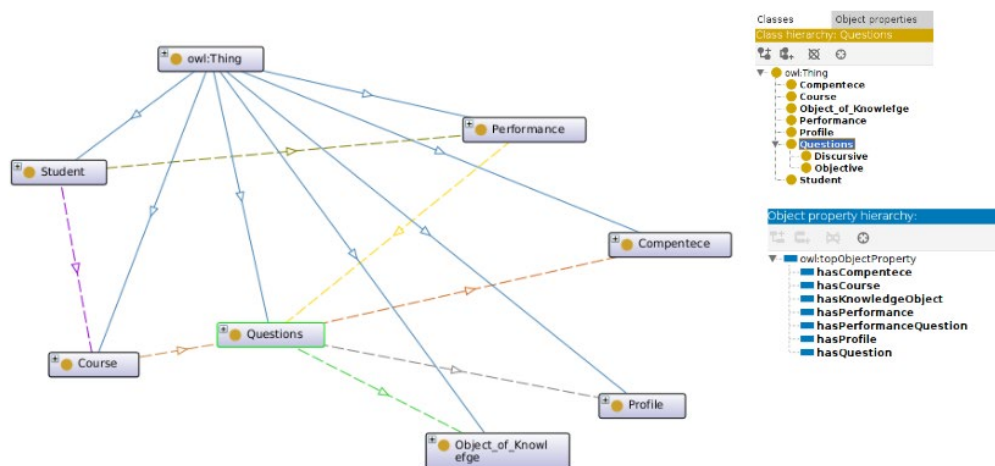 owl:Thing
Performance
Student
Compentece
Questions
Course
Profile
Object_of_Knowl
efge
Classes
Object properties
Class hierarchy: Questions
owl:Thing
Compentece
Course
Object_of_Knowlefge
Performance
Profile
Questions
Discursive
Objective
Student
Object property hierarchy:
owl:topObjectProperty
hasCompentece
hasCourse
hasKnowledgeObject
hasPerformance
hasPerformanceQuestion
hasProfile
hasQuestion